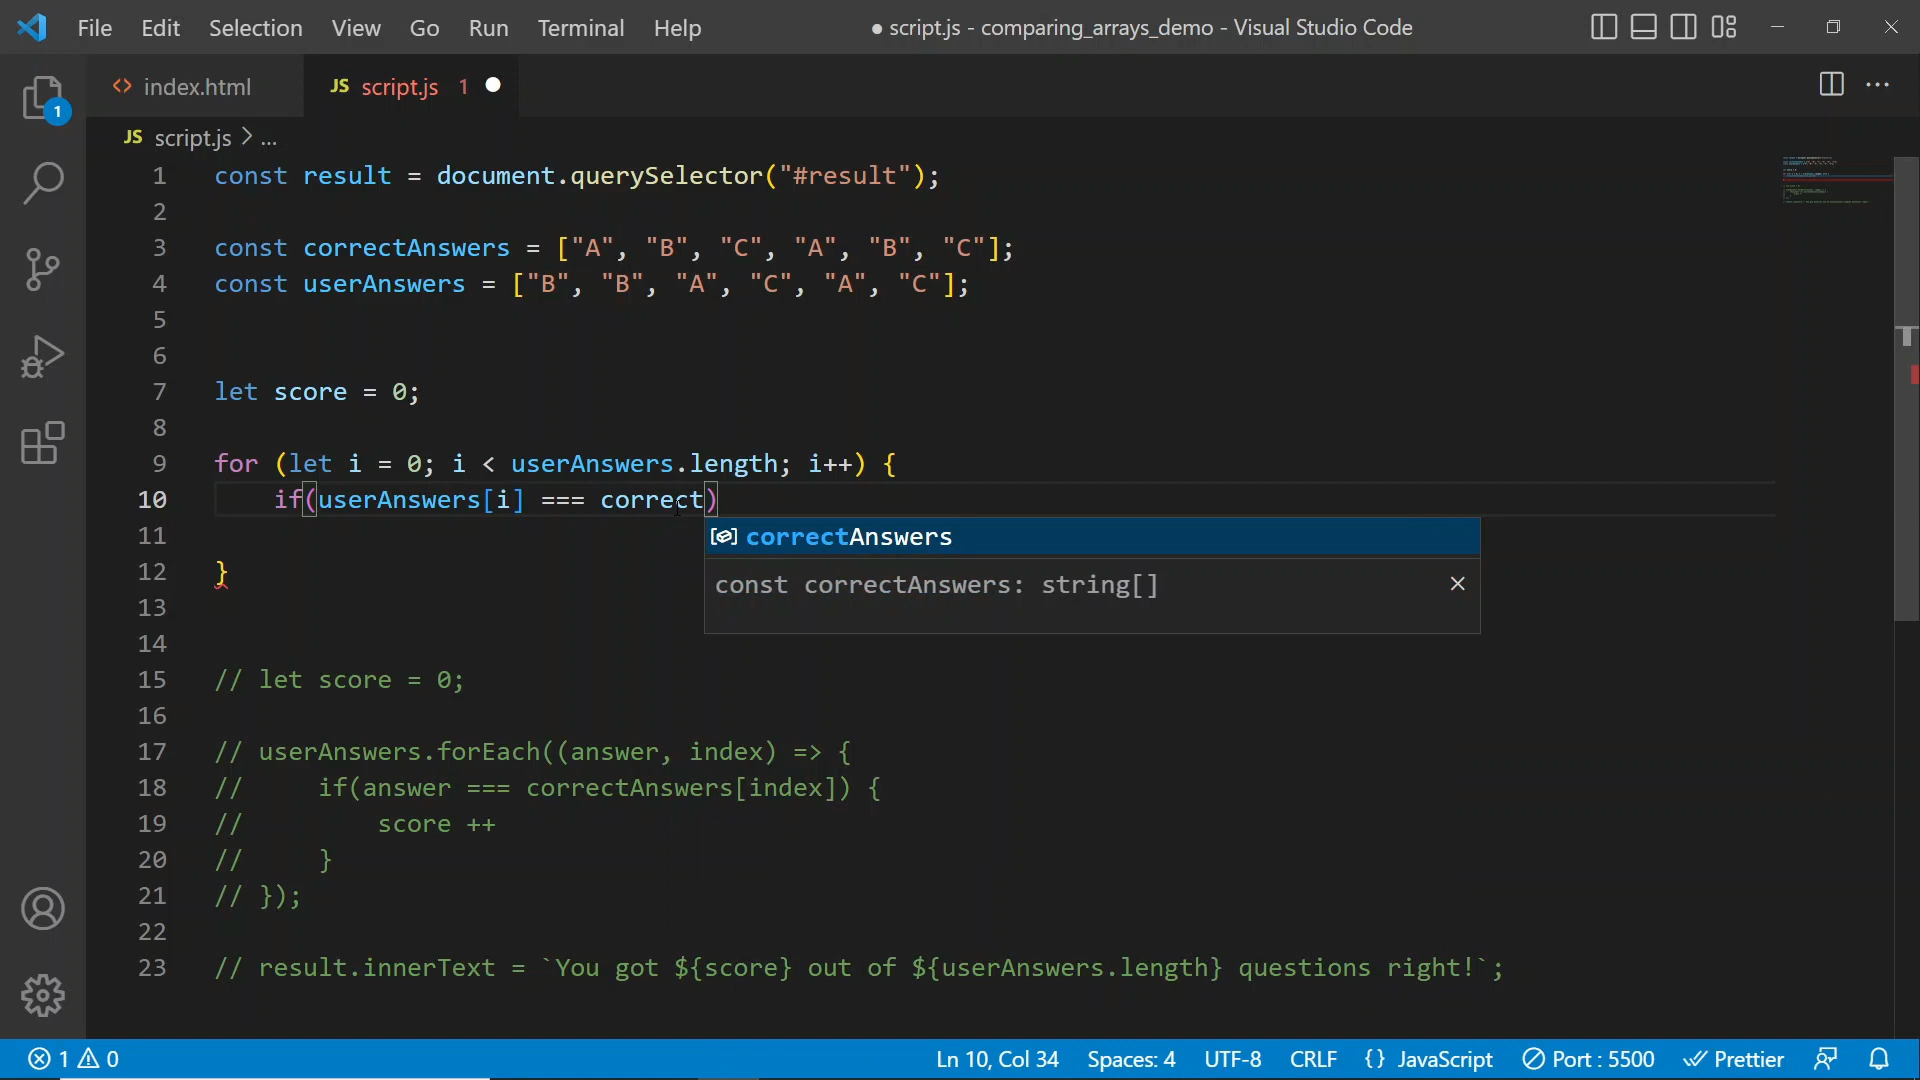 File Edit Selection View Go Run Terminal Help ● script.js - comparing_arrays_demo - Visual Studio Code
1
<> index.html JS script.js 1 ●
JS script.js > ...
1 const result = document.querySelector("#result");
2
3 const correctAnswers = ["A", "B", "C", "A", "B", "C"];
4 const userAnswers = ["B", "B", "A", "C", "A", "C"];
5
6
7 let score = 0;
8
9 for (let i = 0; i < userAnswers.length; i++) {
10 if(userAnswers[i] === correct)
11
correctAnswers
const correctAnswers: string[]
12 }
13
14
15 // let score = 0;
16
17 // userAnswers.forEach((answer, index) => {
18 // if(answer === correctAnswers[index]) {
19 // score ++
20 // }
21 // });
22
23 // result.innerText = `You got ${score} out of ${userAnswers.length} questions right!`;
1 0 Ln 10, Col 34 Spaces: 4 UTF-8 CRLF {} JavaScript Port : 5500 Prettier